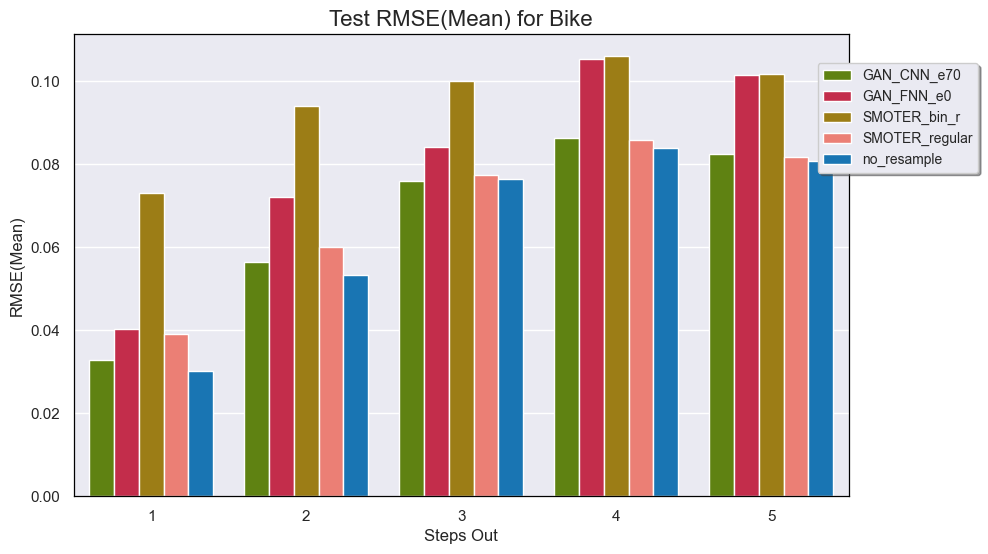 Test RMSE(Mean) for Bike
RMSE(Mean)
0.10
0.08
0.06
0.04
0.02
0.00
1
2
3
4
5
Steps Out
GAN_CNN_e70
GAN_FNN_e0
SMOTER_bin_r
SMOTER_regular
no_resample